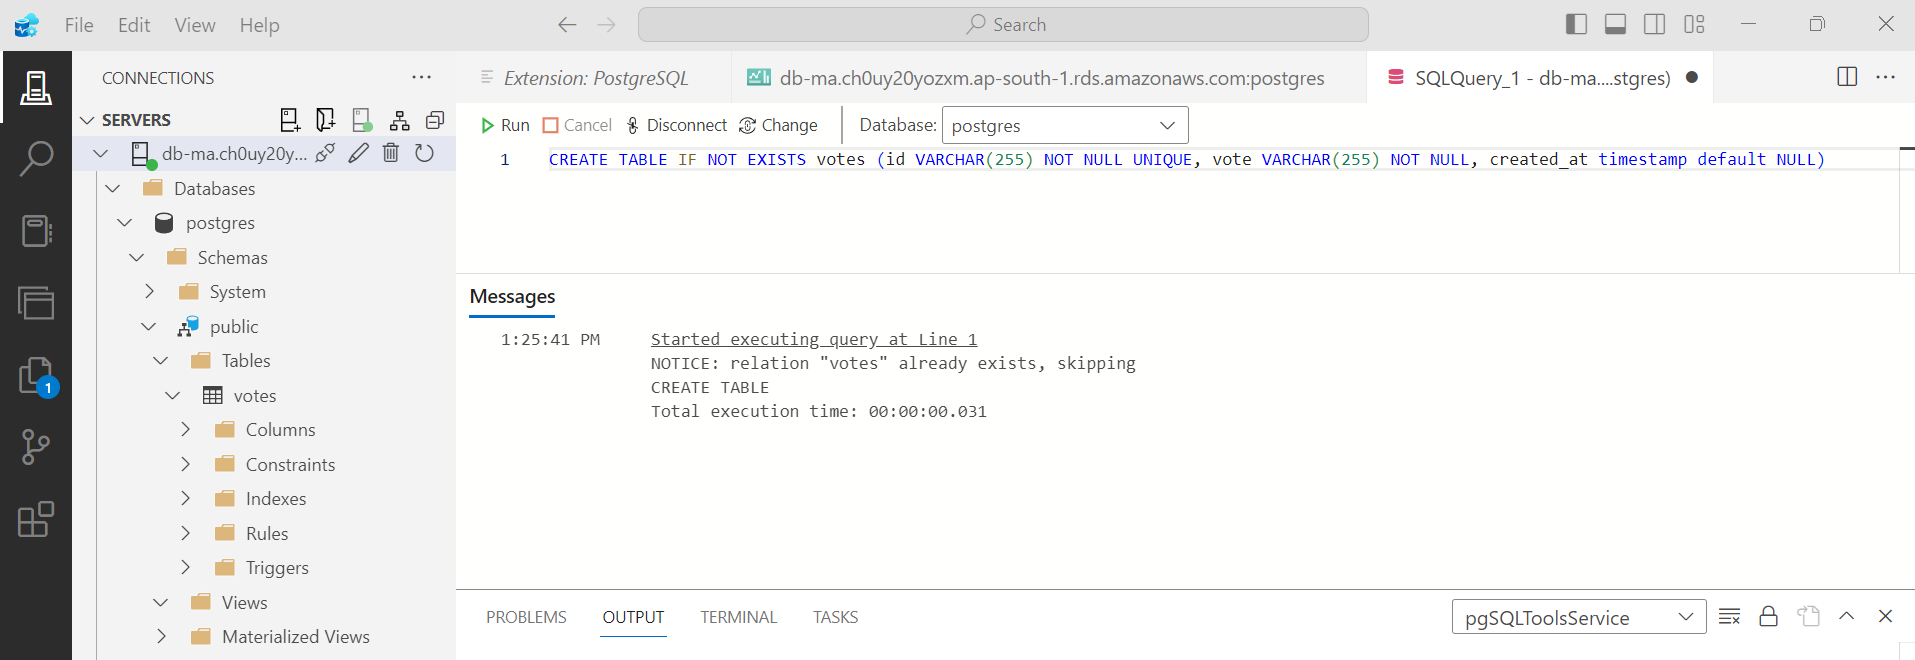 File Edit View Help Search
CONNECTIONS ...
Extension: PostgreSQL
db-ma.ch0uy20yozxm.ap-south-1.rds.amazonaws.com:postgres
SQLQuery_1 - db-ma....stgres) ...
SERVERS
db-ma.ch0uy20y...
Databases
postgres
Schemas
System
public
Tables
votes
Columns
Constraints
Indexes
Rules
Triggers
Views
Materialized Views
1
Run Cancel Disconnect Change Database: postgres
1 CREATE TABLE IF NOT EXISTS votes (id VARCHAR(255) NOT NULL UNIQUE, vote VARCHAR(255) NOT NULL, created_at timestamp default NULL)
Messages
1:25:41 PM Started executing query at Line 1
NOTICE: relation "votes" already exists, skipping
CREATE TABLE
Total execution time: 00:00:00.031
PROBLEMS OUTPUT TERMINAL TASKS pgSQLToolsService